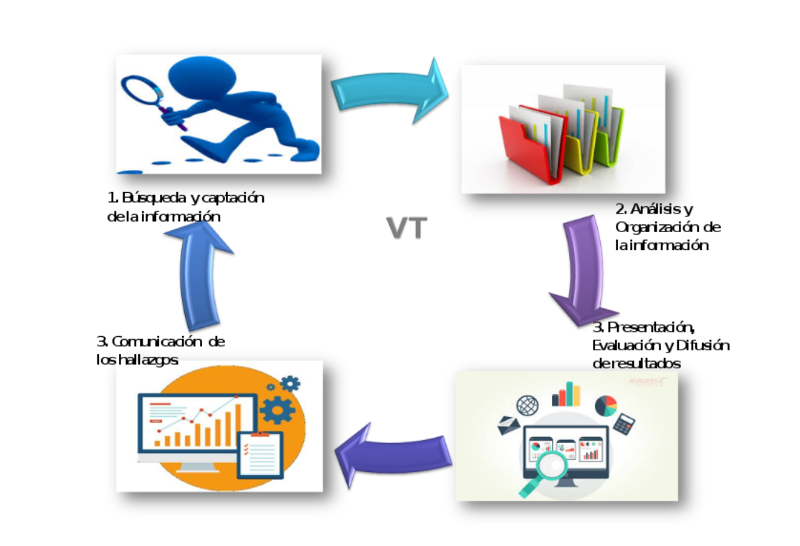 1. Búsqueda y captación
de la información
VT
2. Análisis y
Organización de
la información
3. Presentación,
Evaluación y Difusión
de resultados
3. Comunicación de
los hallazgos